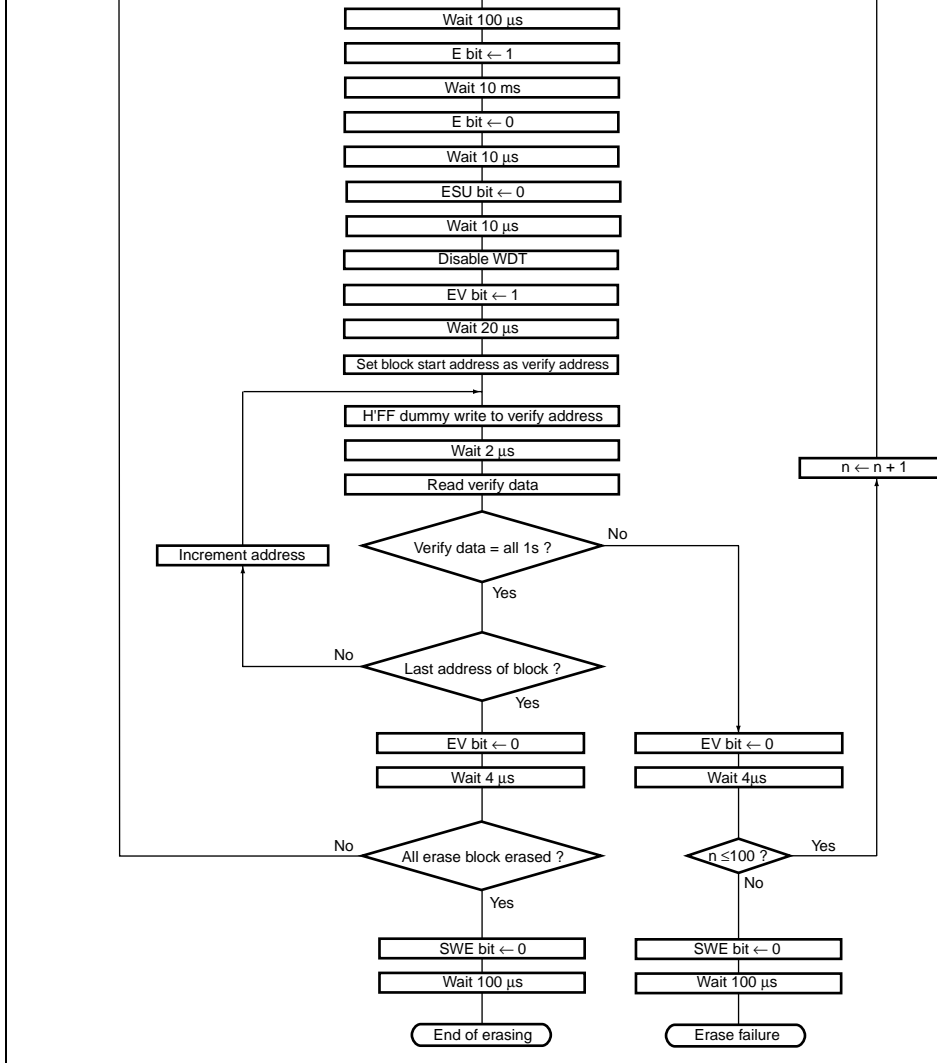 Wait 100 μs
E bit ← 1
Wait 10 ms
E bit ← 0
Wait 10 μs
ESU bit ← 0
Wait 10 μs
Disable WDT
EV bit ← 1
Wait 20 μs
Set block start address as verify address
H'FF dummy write to verify address
Wait 2 μs
n ← n + 1
Read verify data
No
Verify data = all 1s ?
Increment address
Yes
No
Last address of block ?
Yes
EV bit ← 0
EV bit ← 0
Wait 4 μs
Wait 4μs
No
All erase block erased ?
n ≤100 ?
Yes
Yes
No
SWE bit ← 0
SWE bit ← 0
Wait 100 μs
Wait 100 μs
End of erasing
Erase failure